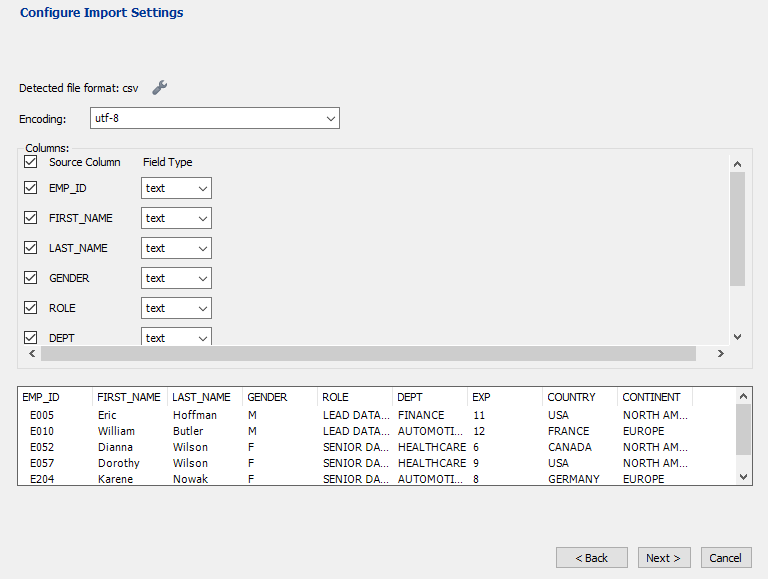 Configure Import Settings
Detected file format: csv
Encoding: utf-8
Columns:
Source Column Field Type
EMP_ID text
FIRST_NAME text
LAST_NAME text
GENDER text
ROLE text
DEPT text
EMP_ID FIRST_NAME LAST_NAME GENDER ROLE DEPT EXP COUNTRY CONTINENT
E005 Eric Hoffman M LEAD DATA... FINANCE 11 USA NORTH AM...
E010 William Butler M LEAD DATA... AUTOMOTI... 12 FRANCE EUROPE
E052 Dianna Wilson F SENIOR DA... HEALTHCARE 6 CANADA NORTH AM...
E057 Dorothy Wilson F SENIOR DA... HEALTHCARE 9 USA NORTH AM...
E204 Karene Nowak F SENIOR DA... AUTOMOTI... 8 GERMANY EUROPE
< Back Next > Cancel